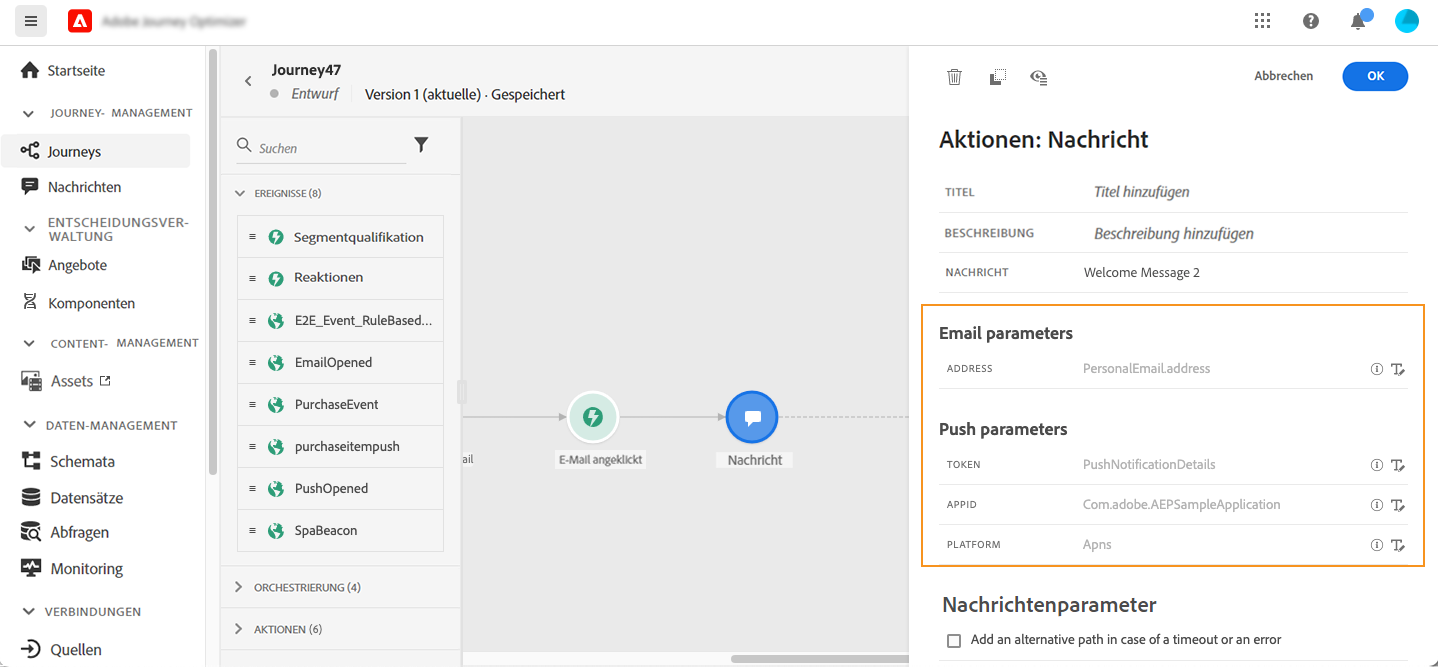 Adobe Journey Optimizer
Startseite
JOURNEY- MANAGEMENT
Journeys
Nachrichten
ENTSCHEIDUNGSVER-
WALTUNG
Angebote
Komponenten
CONTENT- MANAGEMENT
Assets
DATEN-MANAGEMENT
Schemata
Datensätze
Abfragen
Monitoring
VERBINDUNGEN
Quellen
Journey47
Entwurf
Version 1 (aktuelle) · Gespeichert
Suchen
EREIGNISSE (8)
Segmentqualifikation
Reaktionen
E2E_Event_RuleBased...
EmailOpened
PurchaseEvent
purchaseitempush
PushOpened
SpaBeacon
ORCHESTRIERUNG (4)
AKTIONEN (6)
ail
E-Mail angeklickt
Nachricht
Abbrechen
OK
Aktionen: Nachricht
TITEL
Titel hinzufügen
BESCHREIBUNG
Beschreibung hinzufügen
NACHRICHT
Welcome Message 2
Email parameters
ADDRESS
PersonalEmail.address
Push parameters
TOKEN
PushNotificationDetails
APPID
Com.adobe.AEPSampleApplication
PLATFORM
Apns
Nachrichtenparameter
Add an alternative path in case of a timeout or an error